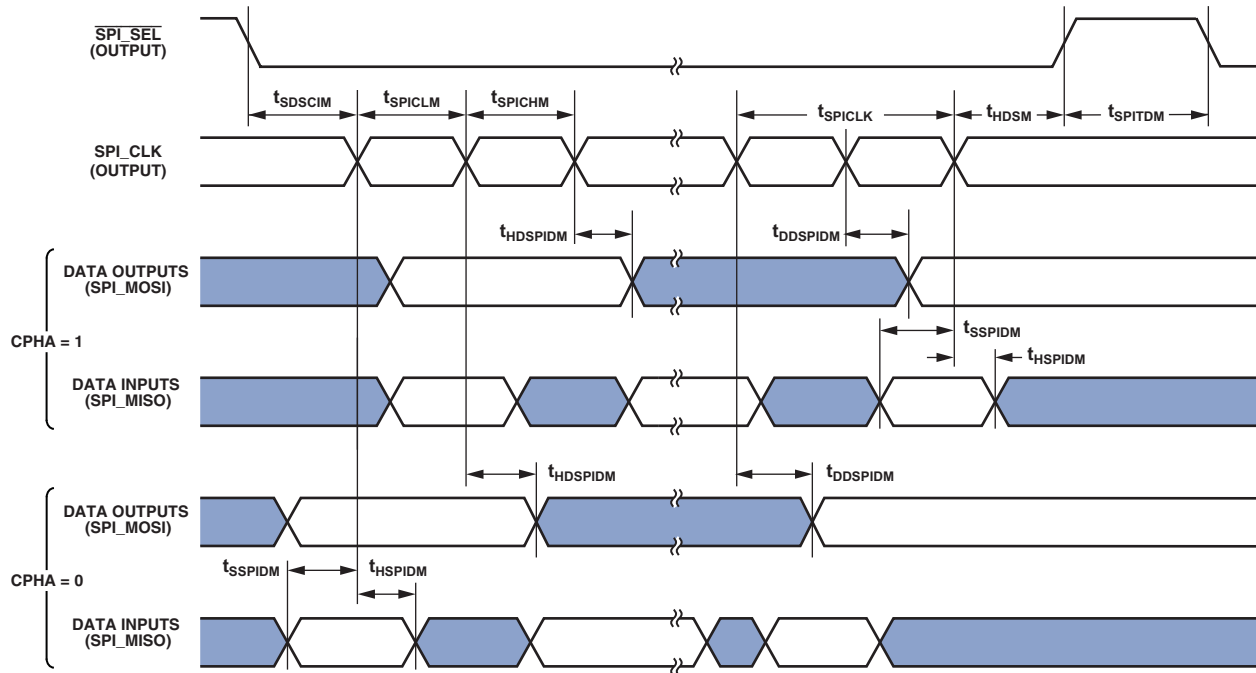 SPI_SEL
(OUTPUT)
tSDSCIM tSPICLM tSPICHM tSPICLK tHDSM tSPITDM
SPI_CLK
(OUTPUT)
tHDSPIDM tDDSPIDM
DATA OUTPUTS
(SPI_MOSI)
CPHA = 1
tSSPIDM
tHSPIDM
DATA INPUTS
(SPI_MISO)
tHDSPIDM tDDSPIDM
DATA OUTPUTS
(SPI_MOSI)
CPHA = 0
tSSPIDM tHSPIDM
DATA INPUTS
(SPI_MISO)